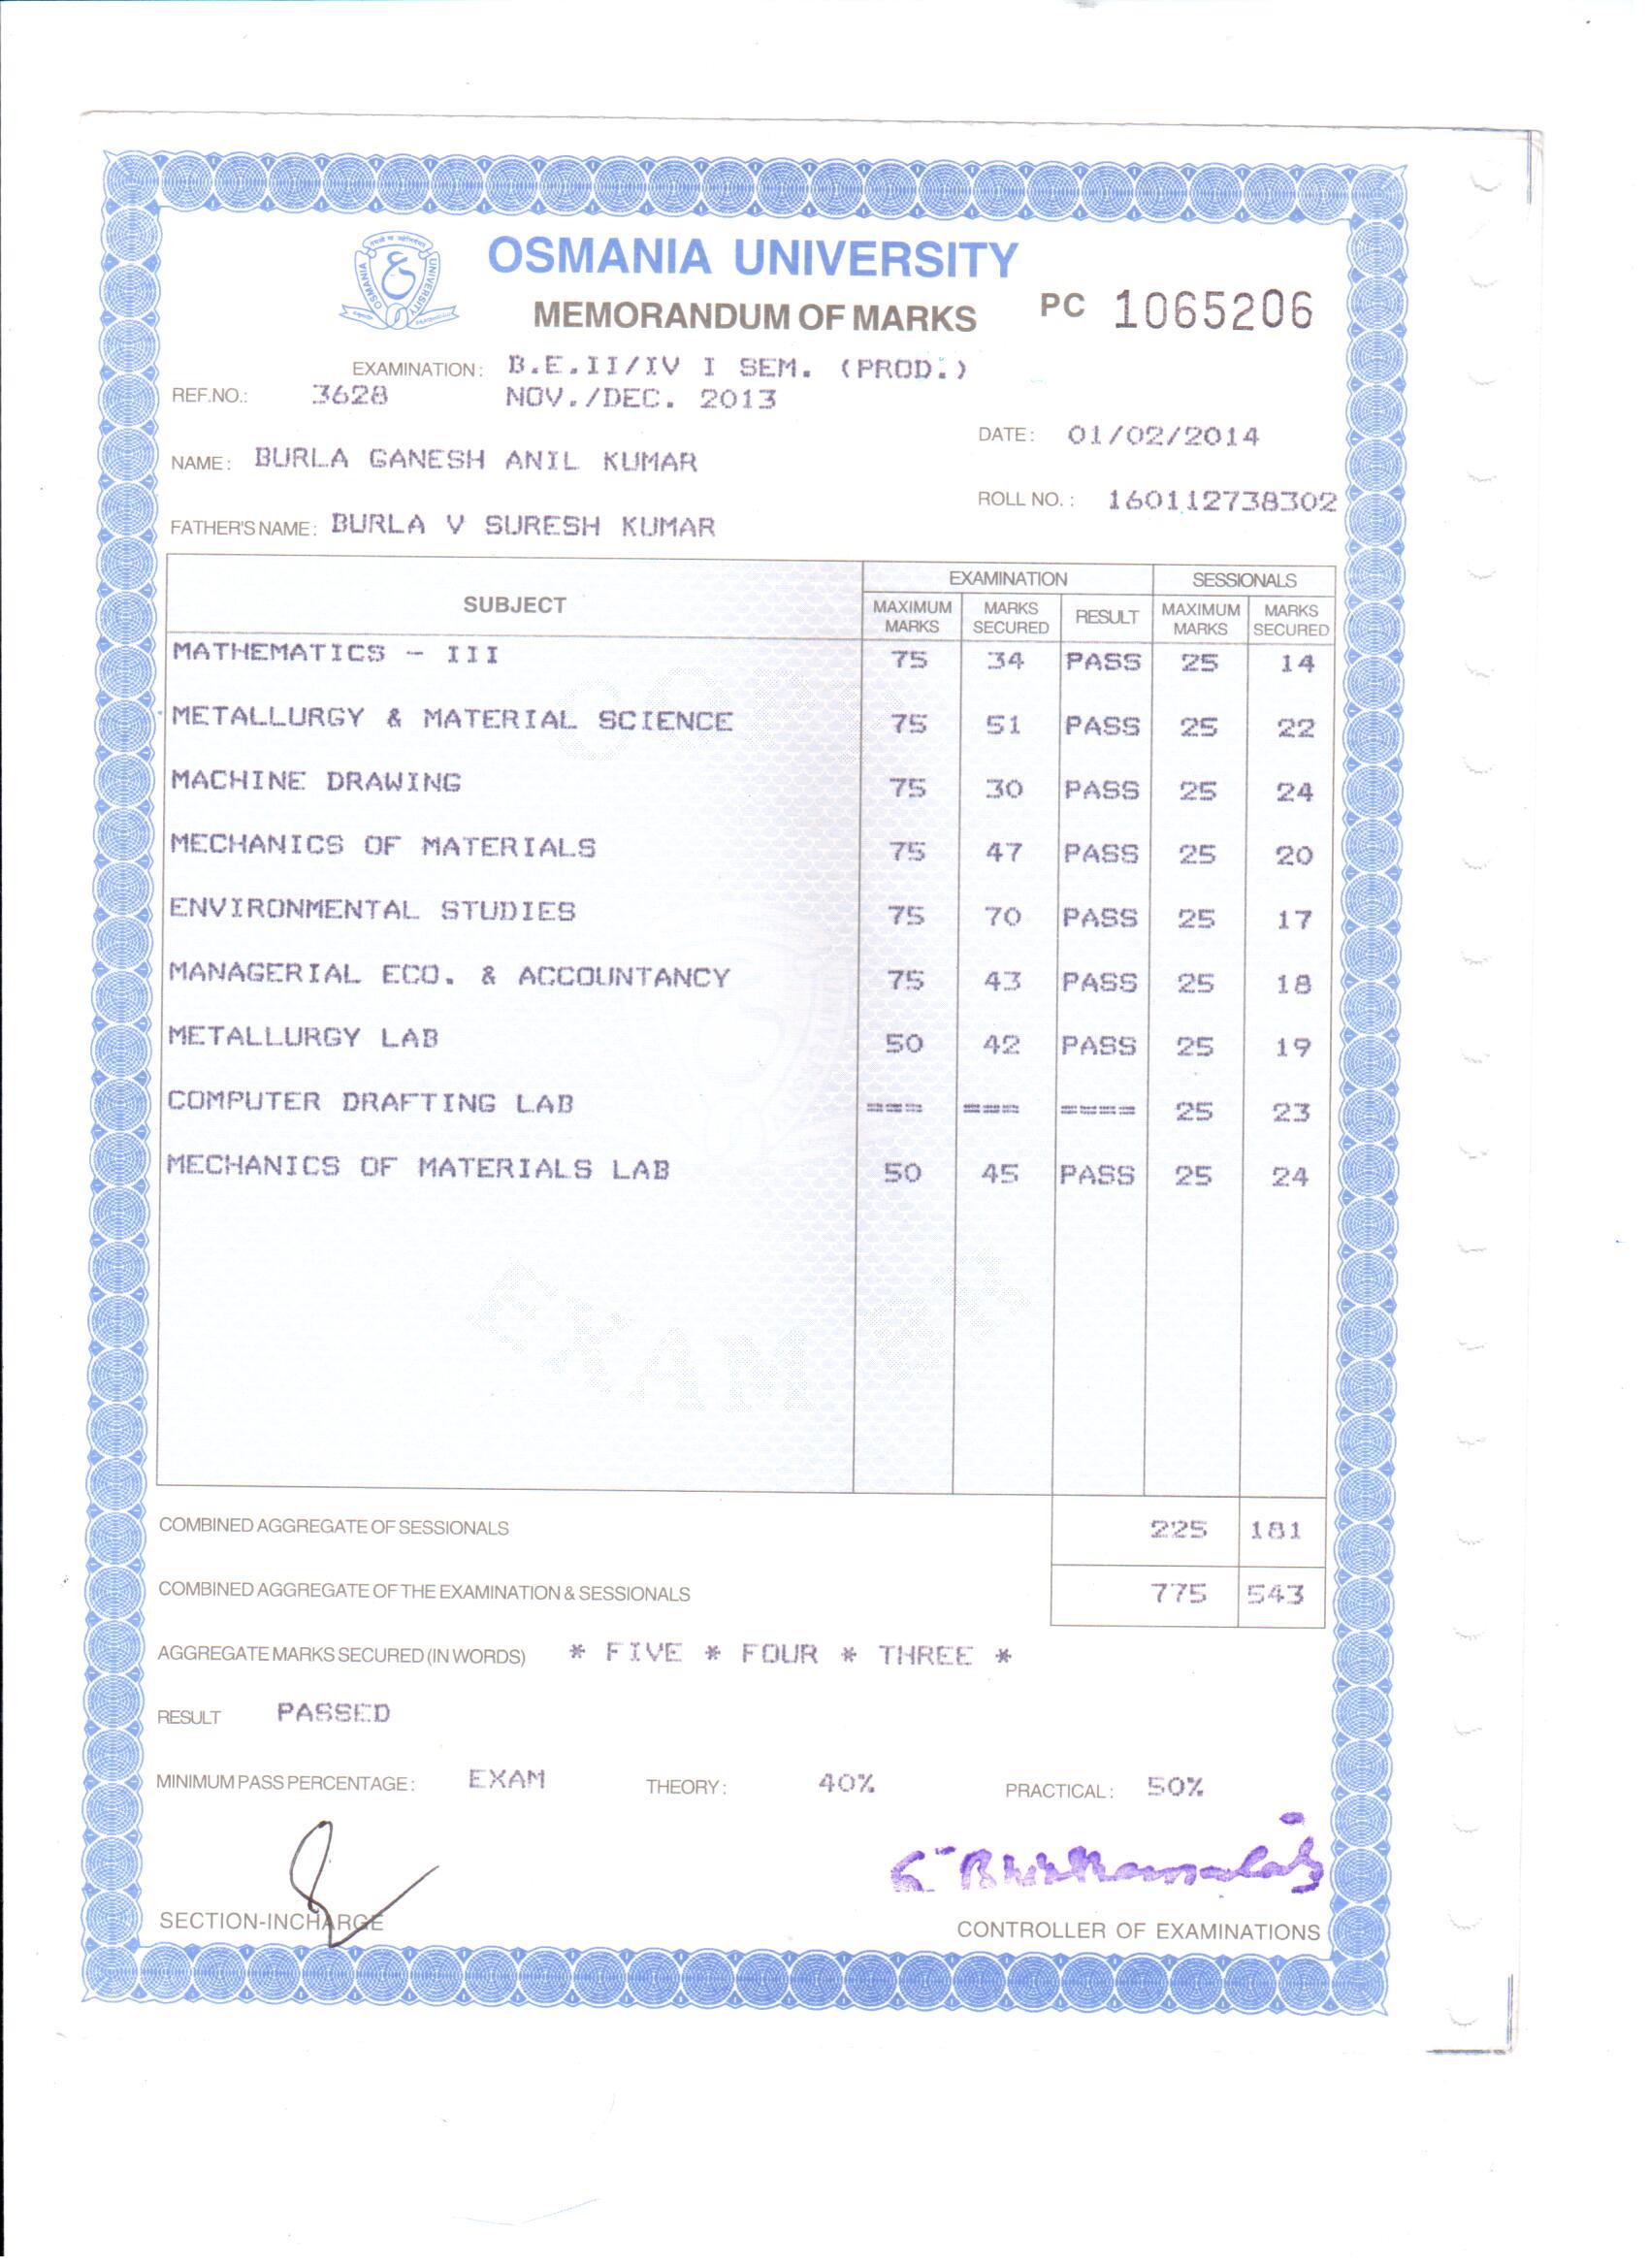 OSMANIA UNIVERSITY
MEMORANDUM OF MARKS PC 1065206
EXAMINATION: B.E.II/IV I SEM. (PROD.)
REF.NO.: 3628 NOV./DEC. 2013
DATE: 01/02/2014
NAME: BURLA GANESH ANIL KUMAR
ROLL NO.: 160112738302
FATHER'S NAME: BURLA V SURESH KUMAR
SUBJECT EXAMINATION SESSIONALS
MAXIMUM MARKS MARKS SECURED RESULT MAXIMUM MARKS MARKS SECURED
MATHEMATICS - III 75 34 PASS 25 14
METALLURGY & MATERIAL SCIENCE 75 51 PASS 25 22
MACHINE DRAWING 75 30 PASS 25 24
MECHANICS OF MATERIALS 75 47 PASS 25 20
ENVIRONMENTAL STUDIES 75 70 PASS 25 17
MANAGERIAL ECO. & ACCOUNTANCY 75 43 PASS 25 18
METALLURGY LAB 50 42 PASS 25 19
COMPUTER DRAFTING LAB === === ==== 25 23
MECHANICS OF MATERIALS LAB 50 45 PASS 25 24
COMBINED AGGREGATE OF SESSIONALS 225 181
COMBINED AGGREGATE OF THE EXAMINATION & SESSIONALS 775 543
AGGREGATE MARKS SECURED (IN WORDS) * FIVE * FOUR * THREE *
RESULT PASSED
MINIMUM PASS PERCENTAGE: EXAM THEORY: 40% PRACTICAL: 50%
SECTION-INCHARGE
CONTROLLER OF EXAMINATIONS